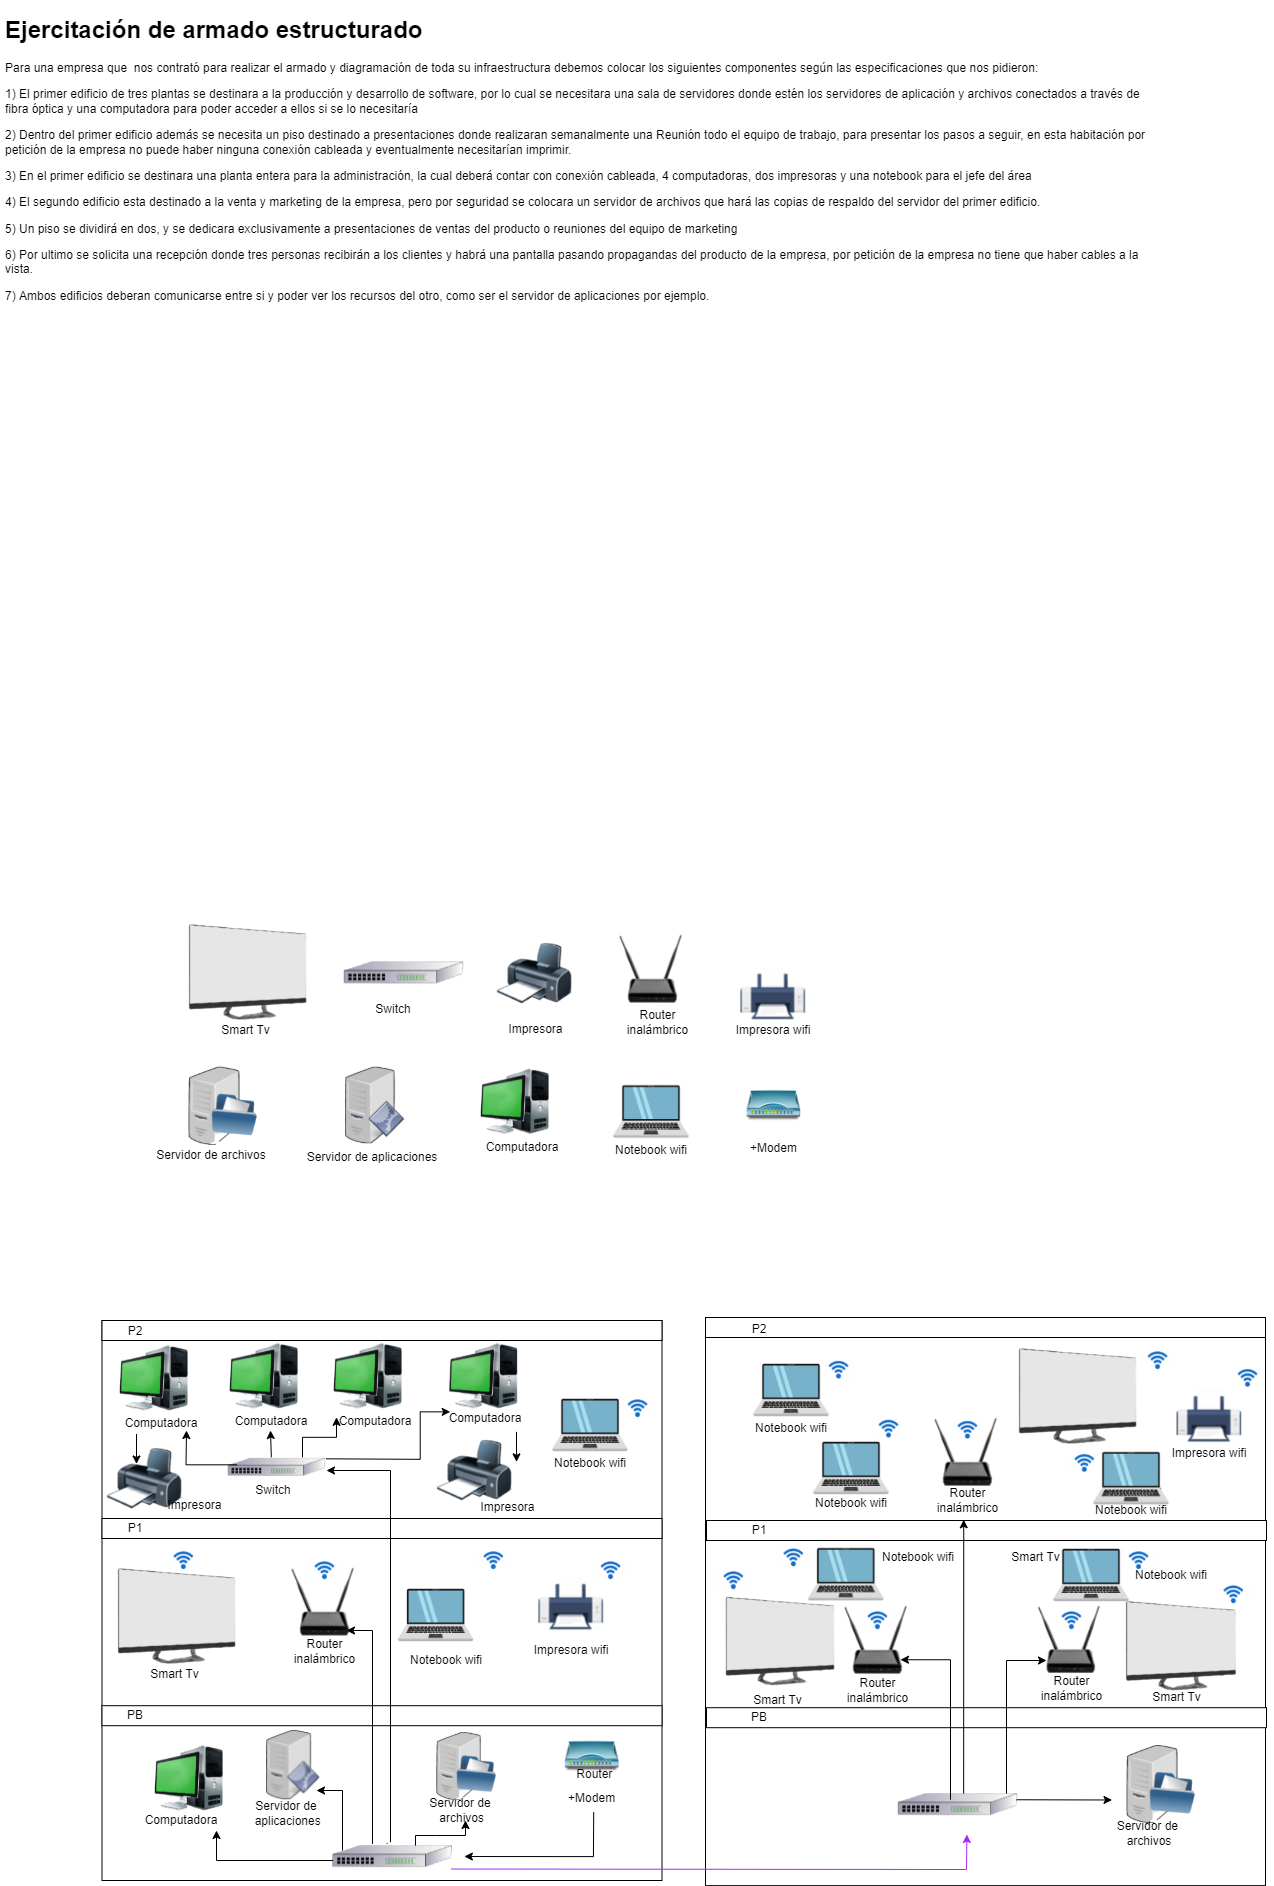 Ejercitación de armado estructurado
Para una empresa que  nos contrató para realizar el armado y diagramación de toda su infraestructura debemos colocar los siguientes componentes según las especificaciones que nos pidieron:
1) El primer edificio de tres plantas se destinara a la producción y desarrollo de software, por lo cual se necesitara una sala de servidores donde estén los servidores de aplicación y archivos conectados a través de
fibra óptica y una computadora para poder acceder a ellos si se lo necesitaría
2) Dentro del primer edificio además se necesita un piso destinado a presentaciones donde realizaran semanalmente una Reunión todo el equipo de trabajo, para presentar los pasos a seguir, en esta habitación por
petición de la empresa no puede haber ninguna conexión cableada y eventualmente necesitarían imprimir.
3) En el primer edificio se destinara una planta entera para la administración, la cual deberá contar con conexión cableada, 4 computadoras, dos impresoras y una notebook para el jefe del área
4) El segundo edificio esta destinado a la venta y marketing de la empresa, pero por seguridad se colocara un servidor de archivos que hará las copias de respaldo del servidor del primer edificio.
5) Un piso se dividirá en dos, y se dedicara exclusivamente a presentaciones de ventas del producto o reuniones del equipo de marketing
6) Por ultimo se solicita una recepción donde tres personas recibirán a los clientes y habrá una pantalla pasando propagandas del producto de la empresa, por petición de la empresa no tiene que haber cables a la
vista.
7) Ambos edificios deberan comunicarse entre si y poder ver los recursos del otro, como ser el servidor de aplicaciones por ejemplo.
Smart Tv
Switch
Impresora
Router
inalámbrico
Impresora wifi
Servidor de archivos
Servidor de aplicaciones
Computadora
Notebook wifi
+Modem
P2
Computadora
Computadora
Computadora
Computadora
Notebook wifi
Impresora
Switch
Impresora
P1
Smart Tv
Router
inalámbrico
Notebook wifi
Impresora wifi
PB
Computadora
Servidor de
aplicaciones
Servidor de
archivos
Router
+Modem
P2
Notebook wifi
Notebook wifi
Router
inalámbrico
Notebook wifi
Impresora wifi
P1
Notebook wifi
Smart Tv
Notebook wifi
Smart Tv
Router
inalámbrico
Router
inalámbrico
Smart Tv
PB
Servidor de
archivos